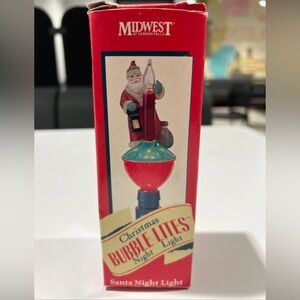 MIDWEST
OF CANNON FALLS
Christmas
BUBBLE LITES
Night Light
Santa Night Light